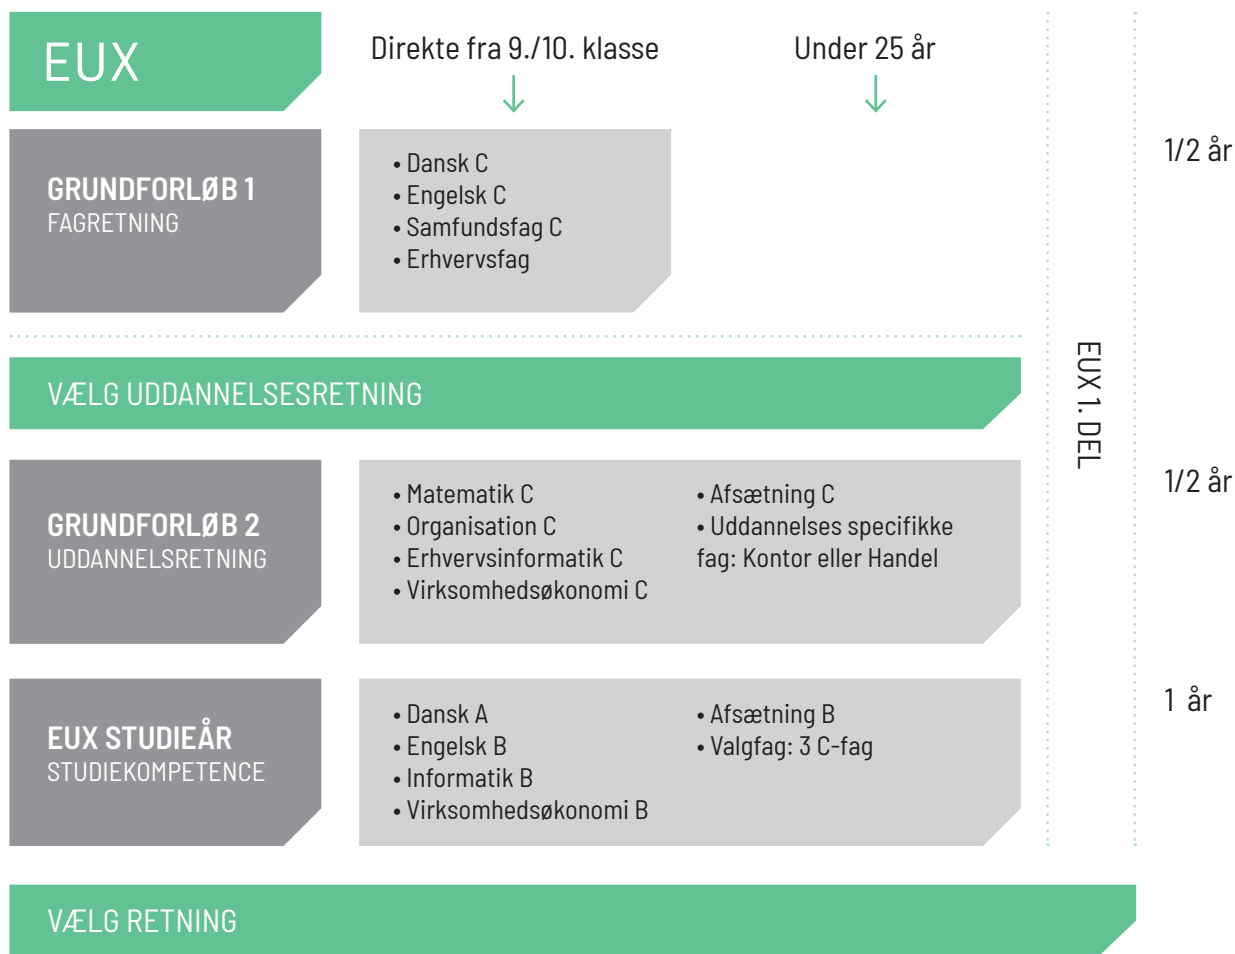 EUX
Direkte fra 9./10. klasse
Under 25 år
GRUNDFORLØB 1
FAGRETNING
• Dansk C
• Engelsk C
• Samfundsfag C
• Erhvervsfag
1/2 år
VÆLG UDDANNELSESRETNING
EUX 1. DEL
GRUNDFORLØB 2
UDDANNELSRETNING
• Matematik C
• Organisation C
• Erhvervsinformatik C
• Virksomhedsøkonomi C
• Afsætning C
• Uddannelses specifikke
fag: Kontor eller Handel
1/2 år
EUX STUDIEÅR
STUDIEKOMPETENCE
• Dansk A
• Engelsk B
• Informatik B
• Virksomhedsøkonomi B
• Afsætning B
• Valgfag: 3 C-fag
1 år
VÆLG RETNING